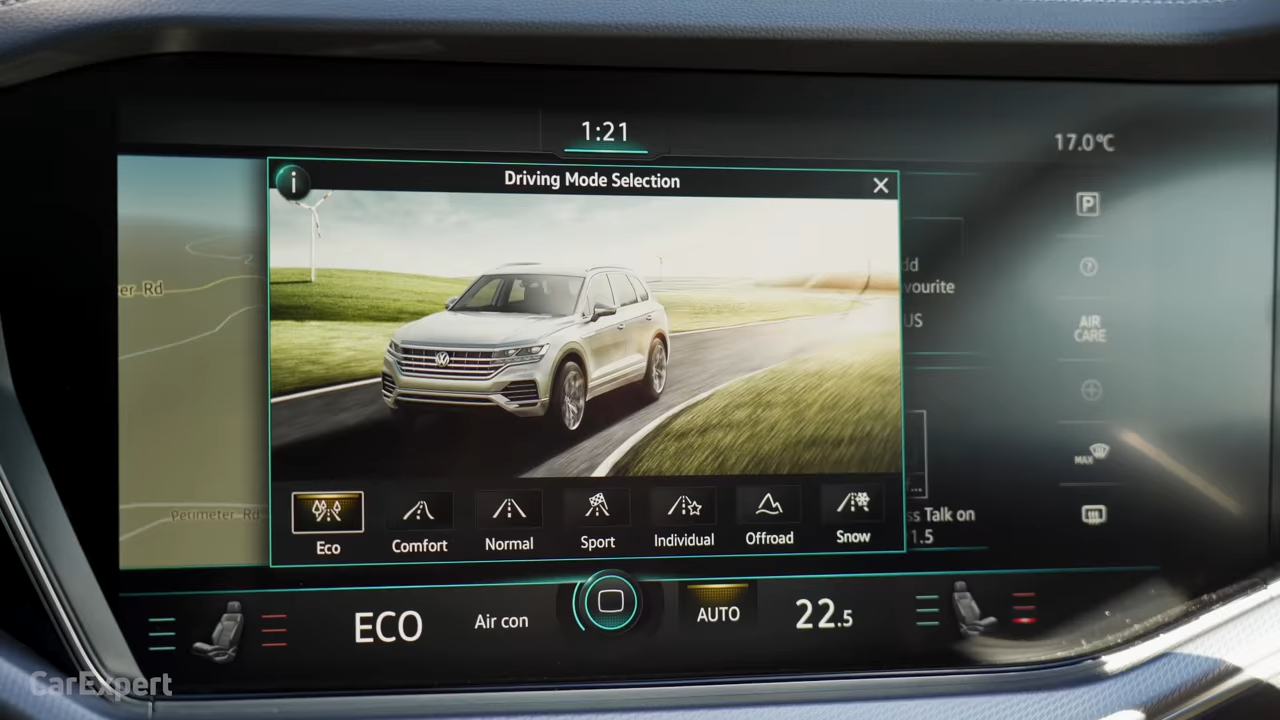 1:21
17.0°C
i
Driving Mode Selection
P
?
er Rd
dd
vourite
US
AIR
CARE
MAX
Perimeter Rd
ss Talk on
1.5
Eco
Comfort
Normal
Sport
Individual
Offroad
Snow
ECO
Air con
AUTO
22.5
CarExpert